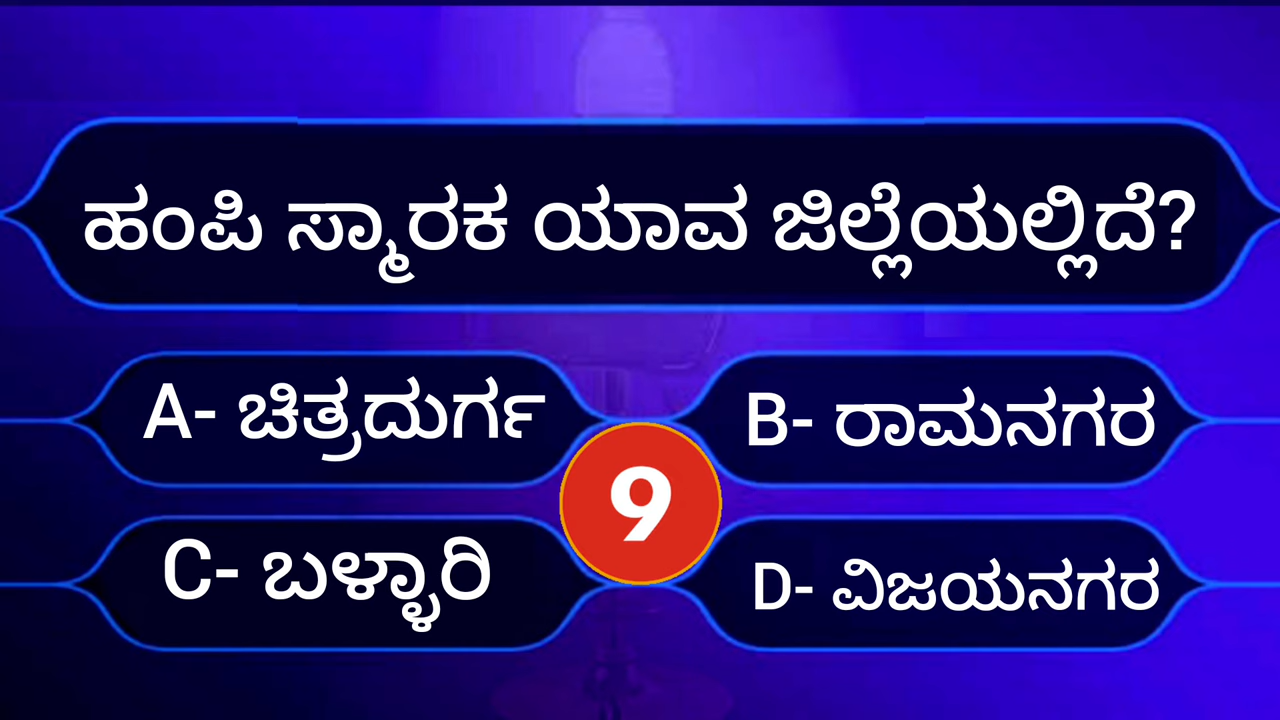 ಹಂಪಿ ಸ್ಮಾರಕ ಯಾವ ಜಿಲ್ಲೆಯಲ್ಲಿದೆ?
A- ಚಿತ್ರದುರ್ಗ
B- ರಾಮನಗರ
9
C- ಬಳ್ಳಾರಿ
D- ವಿಜಯನಗರ